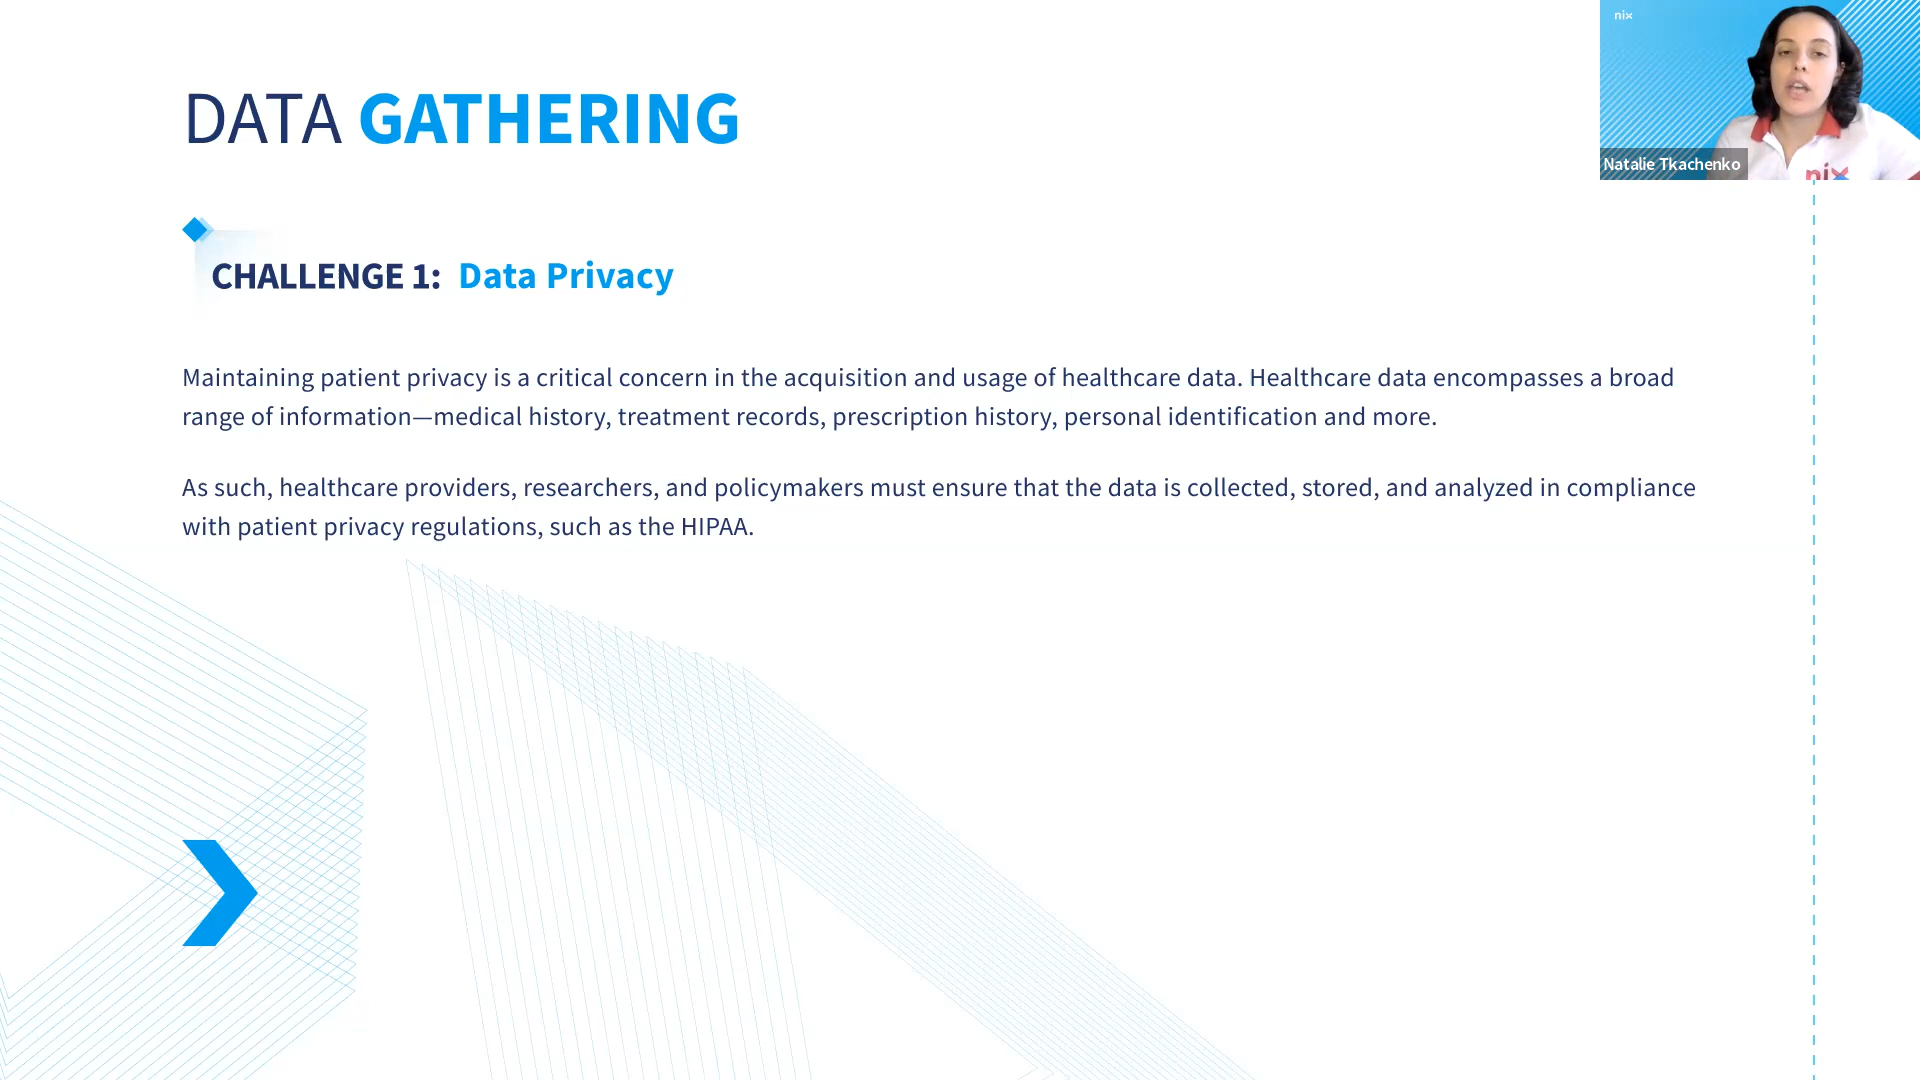 nix
DATA GATHERING
Natalie Tkachenko
nix
CHALLENGE 1: Data Privacy
Maintaining patient privacy is a critical concern in the acquisition and usage of healthcare data. Healthcare data encompasses a broad
range of information—medical history, treatment records, prescription history, personal identification and more.
As such, healthcare providers, researchers, and policymakers must ensure that the data is collected, stored, and analyzed in compliance
with patient privacy regulations, such as the HIPAA.